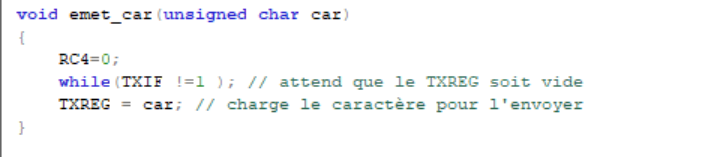 void emet_car(unsigned char car)
{
RC4=0;
while(TXIF !=1 ); // attend que le TXREG soit vide
TXREG = car; // charge le caractère pour l'envoyer
}